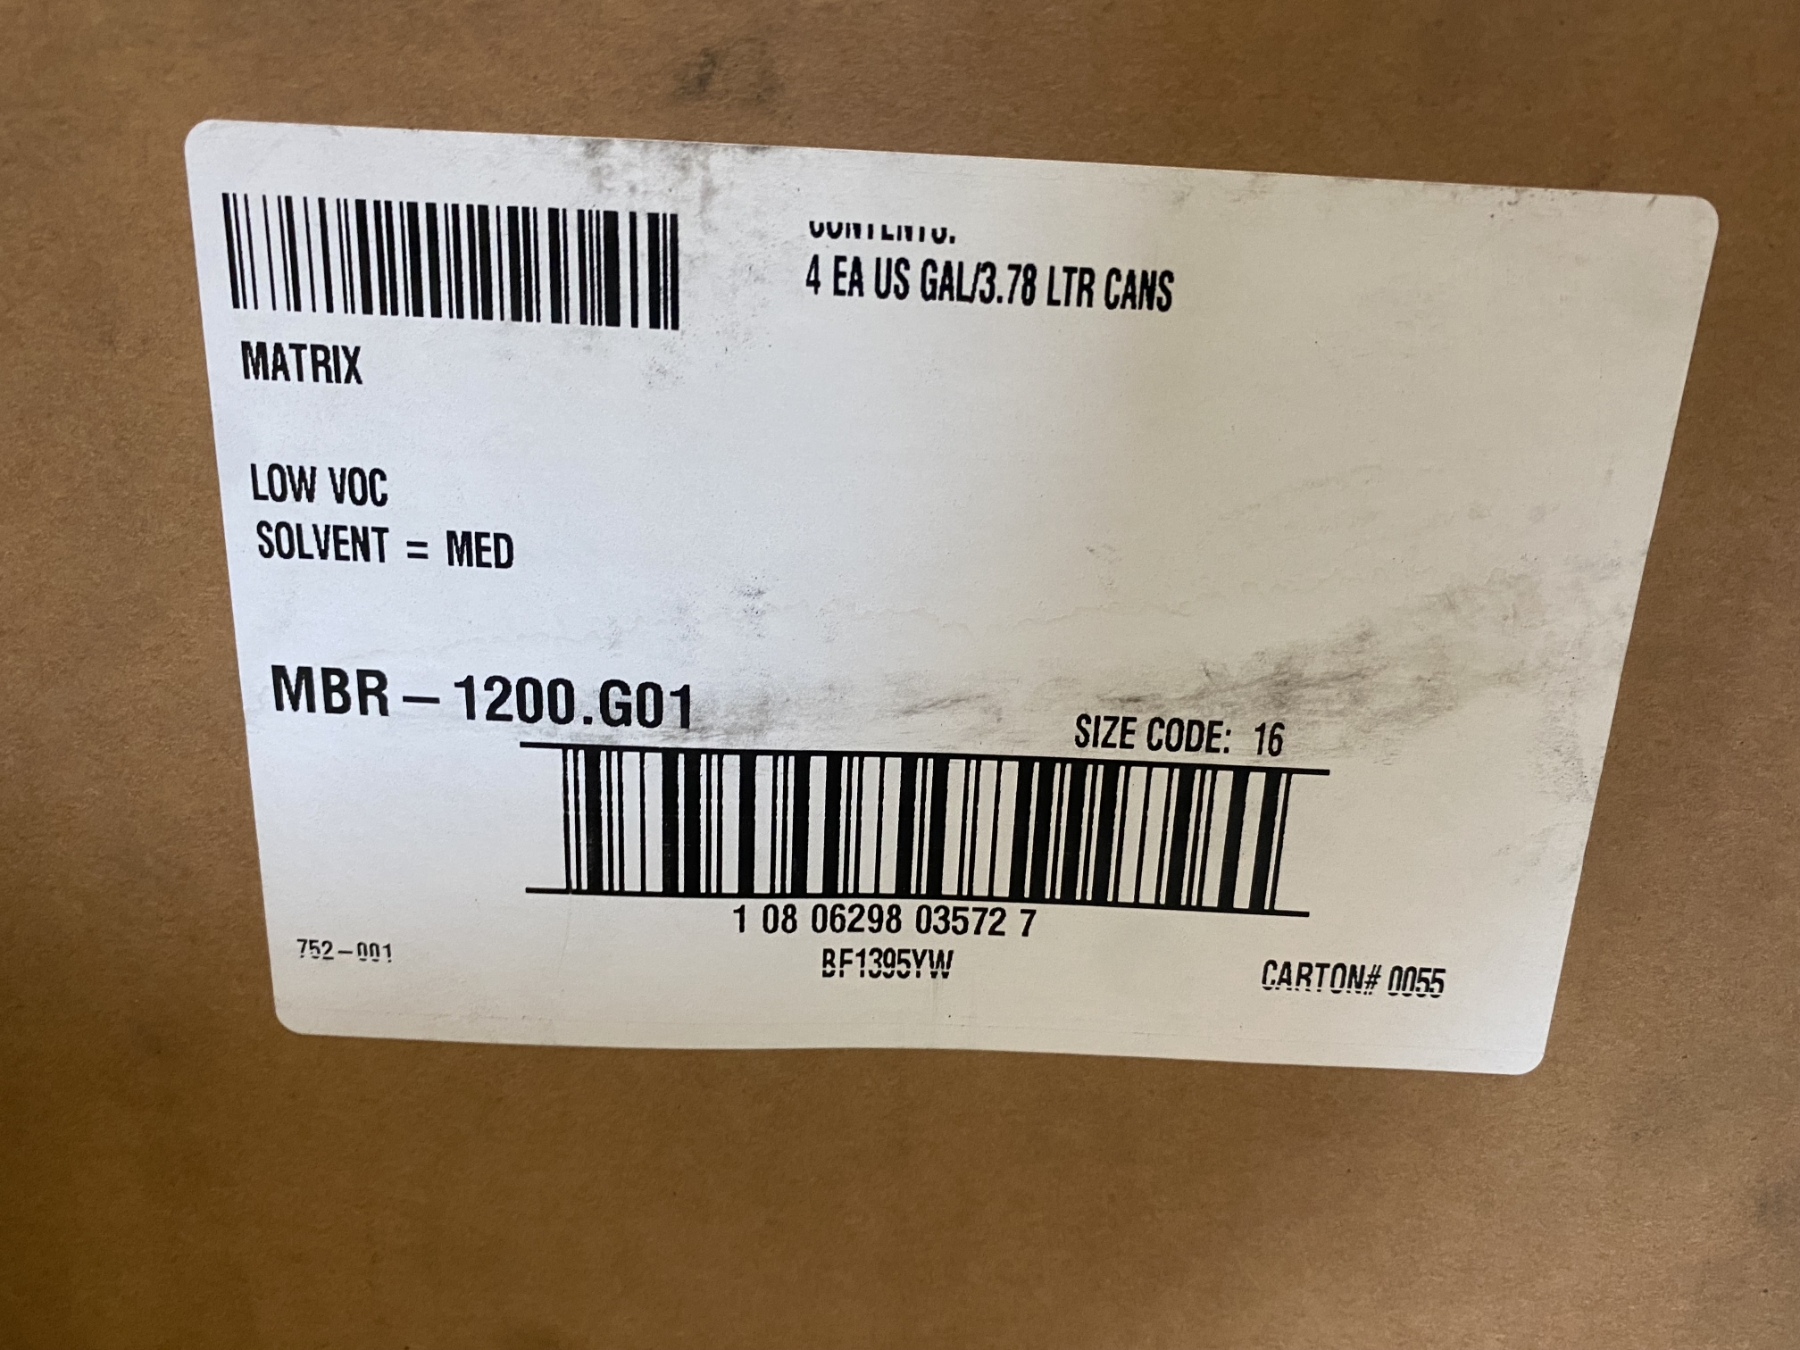 CONTENTS:
4 EA US GAL/3.78 LTR CANS
MATRIX
LOW VOC
SOLVENT = MED
MBR - 1200.G01
SIZE CODE: 16
1 08 06298 03572 7
752-001
BF1395YW
CARTON# 0055